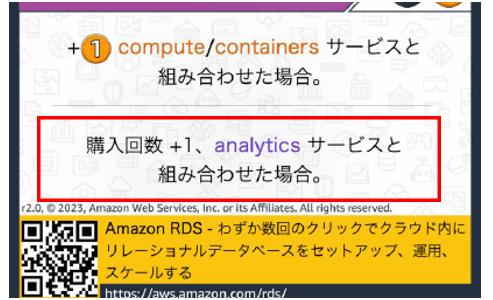 +1 compute/containers サービスと
組み合わせた場合。
購入回数 +1、analytics サービスと
組み合わせた場合。
r2.0, © 2023, Amazon Web Services, Inc. or its Affiliates. All rights reserved.
Amazon RDS - わずか数回のクリックでクラウド内に
リレーショナルデータベースをセットアップ、運用、
スケールする
https://aws.amazon.com/rds/